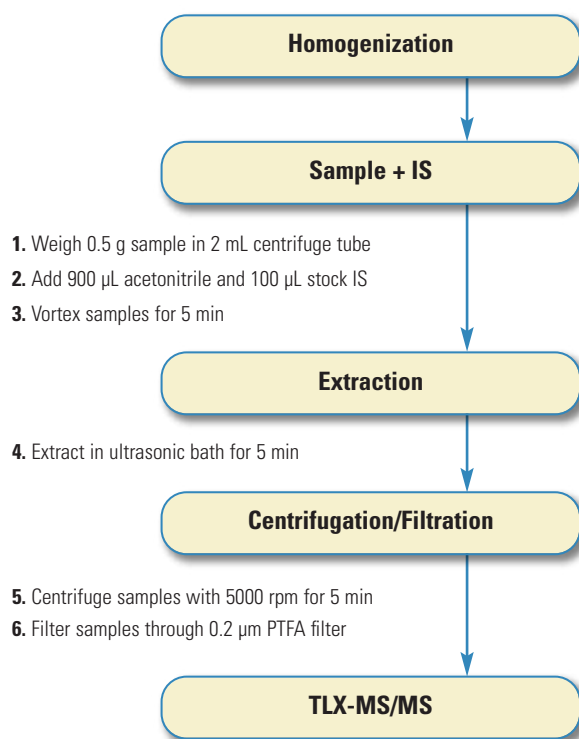 Homogenization
Sample + IS
1. Weigh 0.5 g sample in 2 mL centrifuge tube
2. Add 900 µL acetonitrile and 100 µL stock IS
3. Vortex samples for 5 min
Extraction
4. Extract in ultrasonic bath for 5 min
Centrifugation/Filtration
5. Centrifuge samples with 5000 rpm for 5 min
6. Filter samples through 0.2 µm PTFA filter
TLX-MS/MS